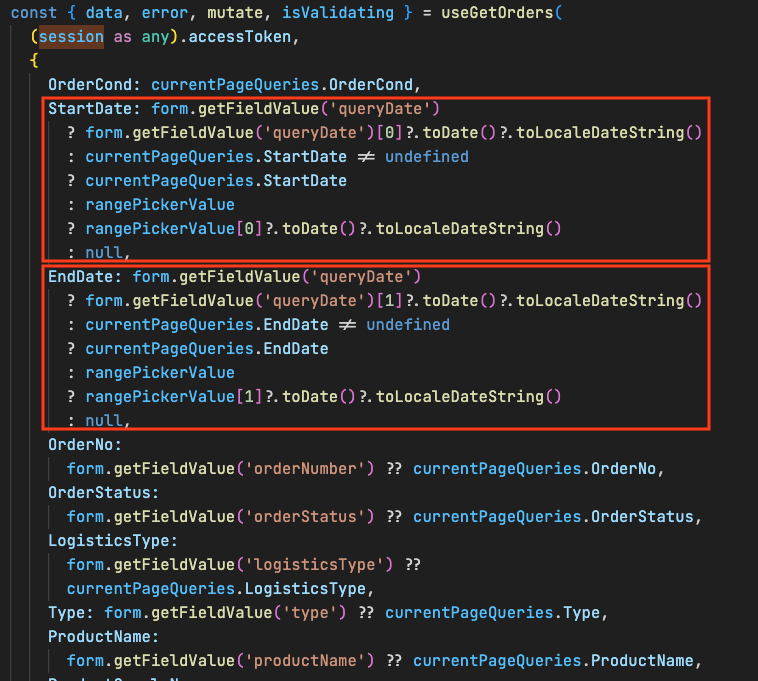 const { data, error, mutate, isValidating } = useGetOrders(
(session as any).accessToken,
{
OrderCond: currentPageQueries.OrderCond,
StartDate: form.getFieldValue('queryDate')
? form.getFieldValue('queryDate')[0]?.toDate()?.toLocaleDateString()
: currentPageQueries.StartDate ≠ undefined
? currentPageQueries.StartDate
: rangePickerValue
? rangePickerValue[0]?.toDate()?.toLocaleDateString()
: null,
EndDate: form.getFieldValue('queryDate')
? form.getFieldValue('queryDate')[1]?.toDate()?.toLocaleDateString()
: currentPageQueries.EndDate ≠ undefined
? currentPageQueries.EndDate
: rangePickerValue
? rangePickerValue[1]?.toDate()?.toLocaleDateString()
: null,
OrderNo:
form.getFieldValue('orderNumber') ?? currentPageQueries.OrderNo,
OrderStatus:
form.getFieldValue('orderStatus') ?? currentPageQueries.OrderStatus,
LogisticsType:
form.getFieldValue('logisticsType') ??
currentPageQueries.LogisticsType,
Type: form.getFieldValue('type') ?? currentPageQueries.Type,
ProductName:
form.getFieldValue('productName') ?? currentPageQueries.ProductName,